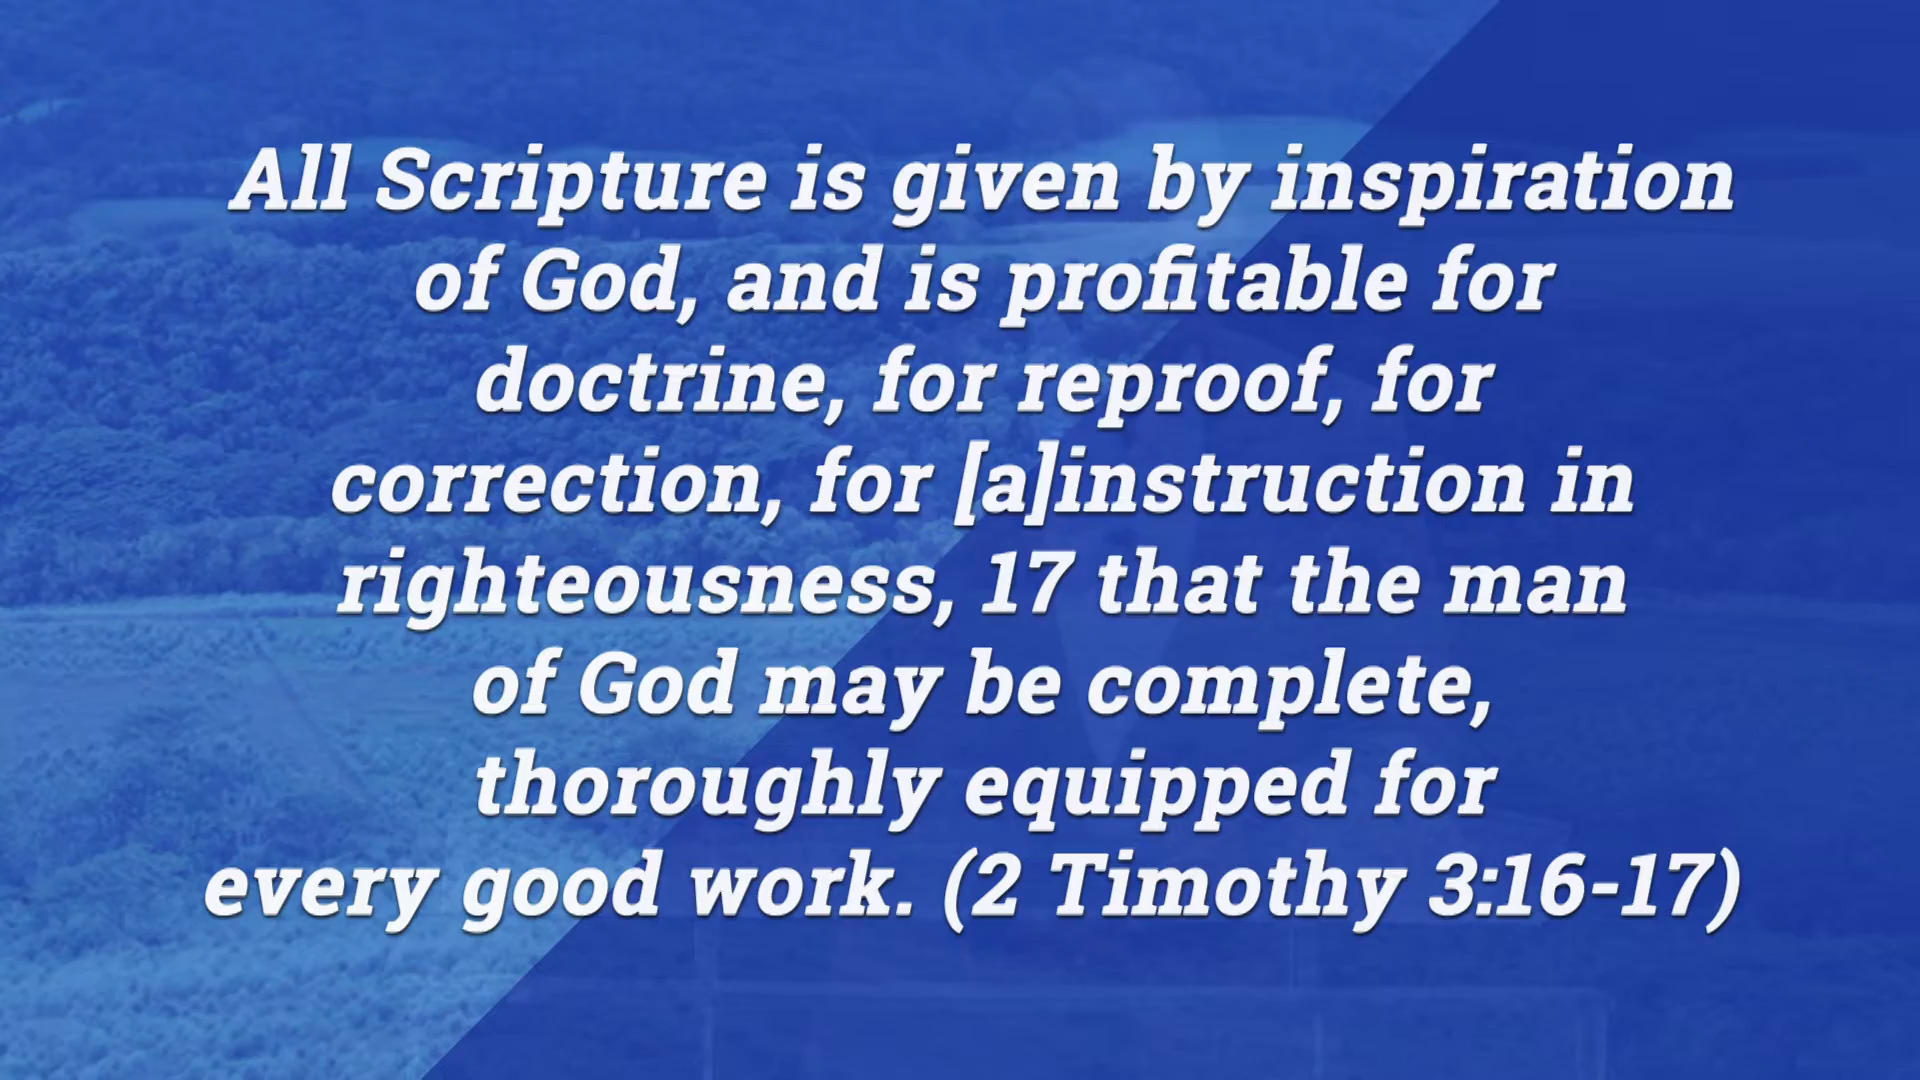 All Scripture is given by inspiration
of God, and is profitable for
doctrine, for reproof, for
correction, for [a]instruction in
righteousness, 17 that the man
of God may be complete,
thoroughly equipped for
every good work. (2 Timothy 3:16-17)